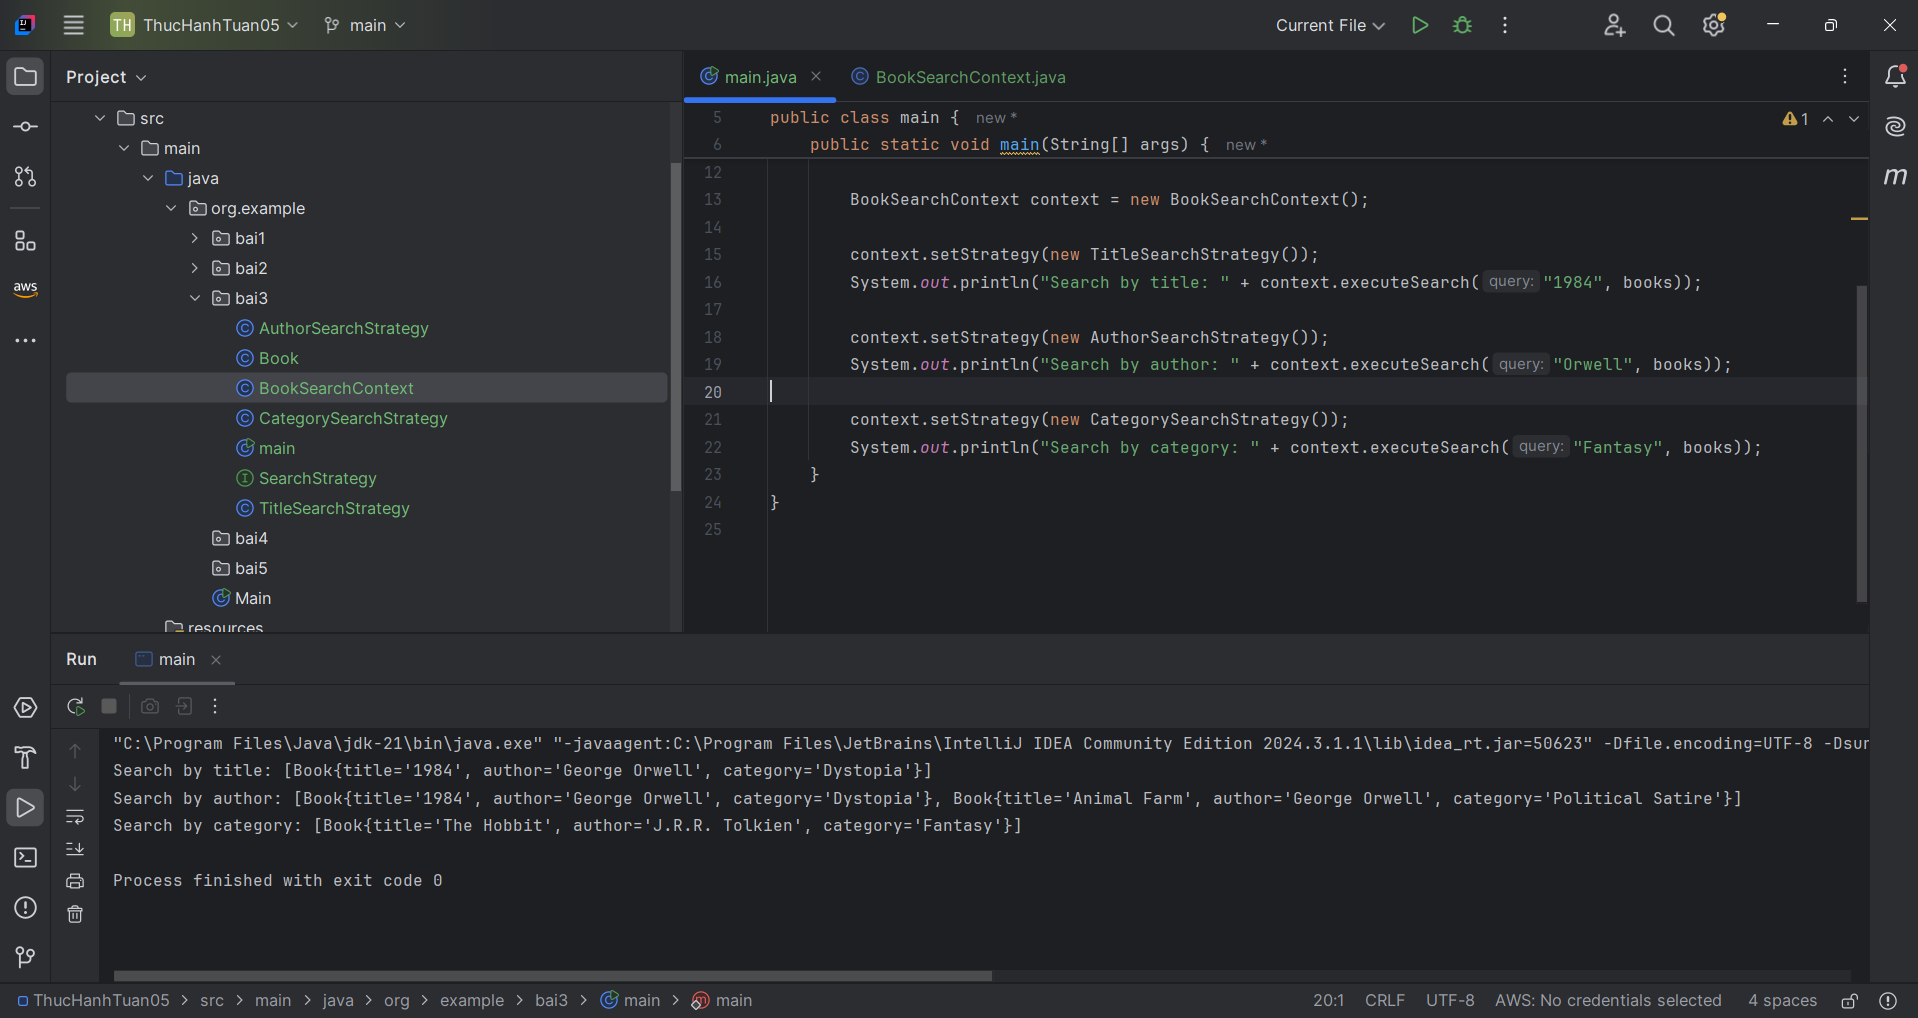 TH ThucHanhTuan05 main Current File
Project
main.java BookSearchContext.java
src
main
java
org.example
bai1
bai2
bai3
AuthorSearchStrategy
Book
BookSearchContext
CategorySearchStrategy
main
SearchStrategy
TitleSearchStrategy
bai4
bai5
Main
resources
aws
m
1
5 public class main { new *
6 public static void main(String[] args) { new *
12
13 BookSearchContext context = new BookSearchContext();
14
15 context.setStrategy(new TitleSearchStrategy());
16 System.out.println("Search by title: " + context.executeSearch( query: "1984", books));
17
18 context.setStrategy(new AuthorSearchStrategy());
19 System.out.println("Search by author: " + context.executeSearch( query: "Orwell", books));
20
21 context.setStrategy(new CategorySearchStrategy());
22 System.out.println("Search by category: " + context.executeSearch( query: "Fantasy", books));
23 }
24 }
25
Run main
"C:\Program Files\Java\jdk-21\bin\java.exe" "-javaagent:C:\Program Files\JetBrains\IntelliJ IDEA Community Edition 2024.3.1.1\lib\idea_rt.jar=50623" -Dfile.encoding=UTF-8 -Dsur
Search by title: [Book{title='1984', author='George Orwell', category='Dystopia'}]
Search by author: [Book{title='1984', author='George Orwell', category='Dystopia'}, Book{title='Animal Farm', author='George Orwell', category='Political Satire'}]
Search by category: [Book{title='The Hobbit', author='J.R.R. Tolkien', category='Fantasy'}]
Process finished with exit code 0
ThucHanhTuan05 > src > main > java > org > example > bai3 > main > main 20:1 CRLF UTF-8 AWS: No credentials selected 4 spaces